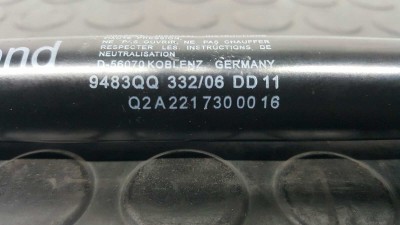 NE PAS OUVRIR, NE PAS CHAUFFER
RESPECTER LES INSTRUCTIONS DE
NEUTRALISATION
D-56070 KOBLENZ GERMANY
9483QQ 332/06 DD 11
Q2 A 221 730 00 16